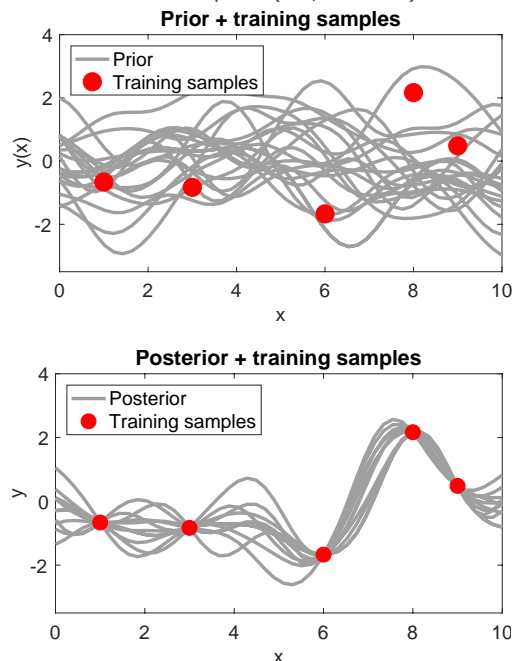 Prior + training samples
4
Prior
Training samples
2
y(x)
0
-2
0 2 4 6 8 10
x
Posterior + training samples
4
Posterior
Training samples
2
y
0
-2
0 2 4 6 8 10
x